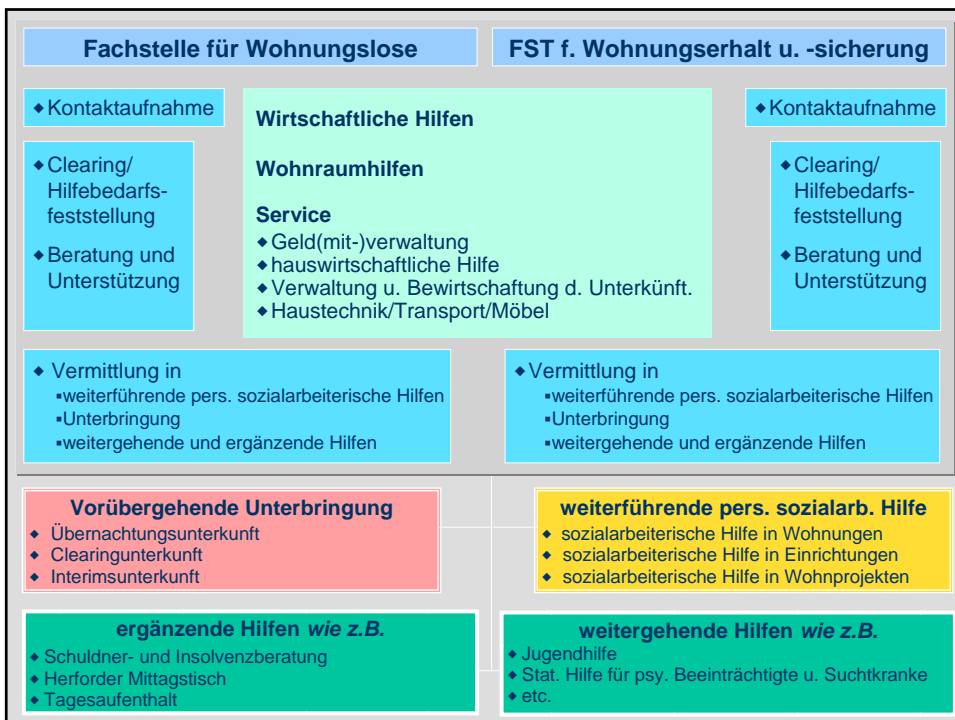 Fachstelle für Wohnungslose
FST f. Wohnungserhalt u. -sicherung
◆ Kontaktaufnahme
◆ Clearing/
Hilfebedarfs-
feststellung
◆ Beratung und
Unterstützung
Wirtschaftliche Hilfen
Wohnraumhilfen
Service
◆ Geld(mit-)verwaltung
◆ hauswirtschaftliche Hilfe
◆ Verwaltung u. Bewirtschaftung d. Unterkünft.
◆ Haustechnik/Transport/Möbel
◆ Kontaktaufnahme
◆ Clearing/
Hilfebedarfs-
feststellung
◆ Beratung und
Unterstützung
◆ Vermittlung in
▪weiterführende pers. sozialarbeiterische Hilfen
▪Unterbringung
▪weitergehende und ergänzende Hilfen
◆ Vermittlung in
▪weiterführende pers. sozialarbeiterische Hilfen
▪Unterbringung
▪weitergehende und ergänzende Hilfen
Vorübergehende Unterbringung
◆ Übernachtungsunterkunft
◆ Clearingunterkunft
◆ Interimsunterkunft
weiterführende pers. sozialarb. Hilfe
◆ sozialarbeiterische Hilfe in Wohnungen
◆ sozialarbeiterische Hilfe in Einrichtungen
◆ sozialarbeiterische Hilfe in Wohnprojekten
ergänzende Hilfen wie z.B.
◆ Schuldner- und Insolvenzberatung
◆ Herforder Mittagstisch
◆ Tagesaufenthalt
weitergehende Hilfen wie z.B.
◆ Jugendhilfe
◆ Stat. Hilfe für psy. Beeinträchtigte u. Suchtkranke
◆ etc.